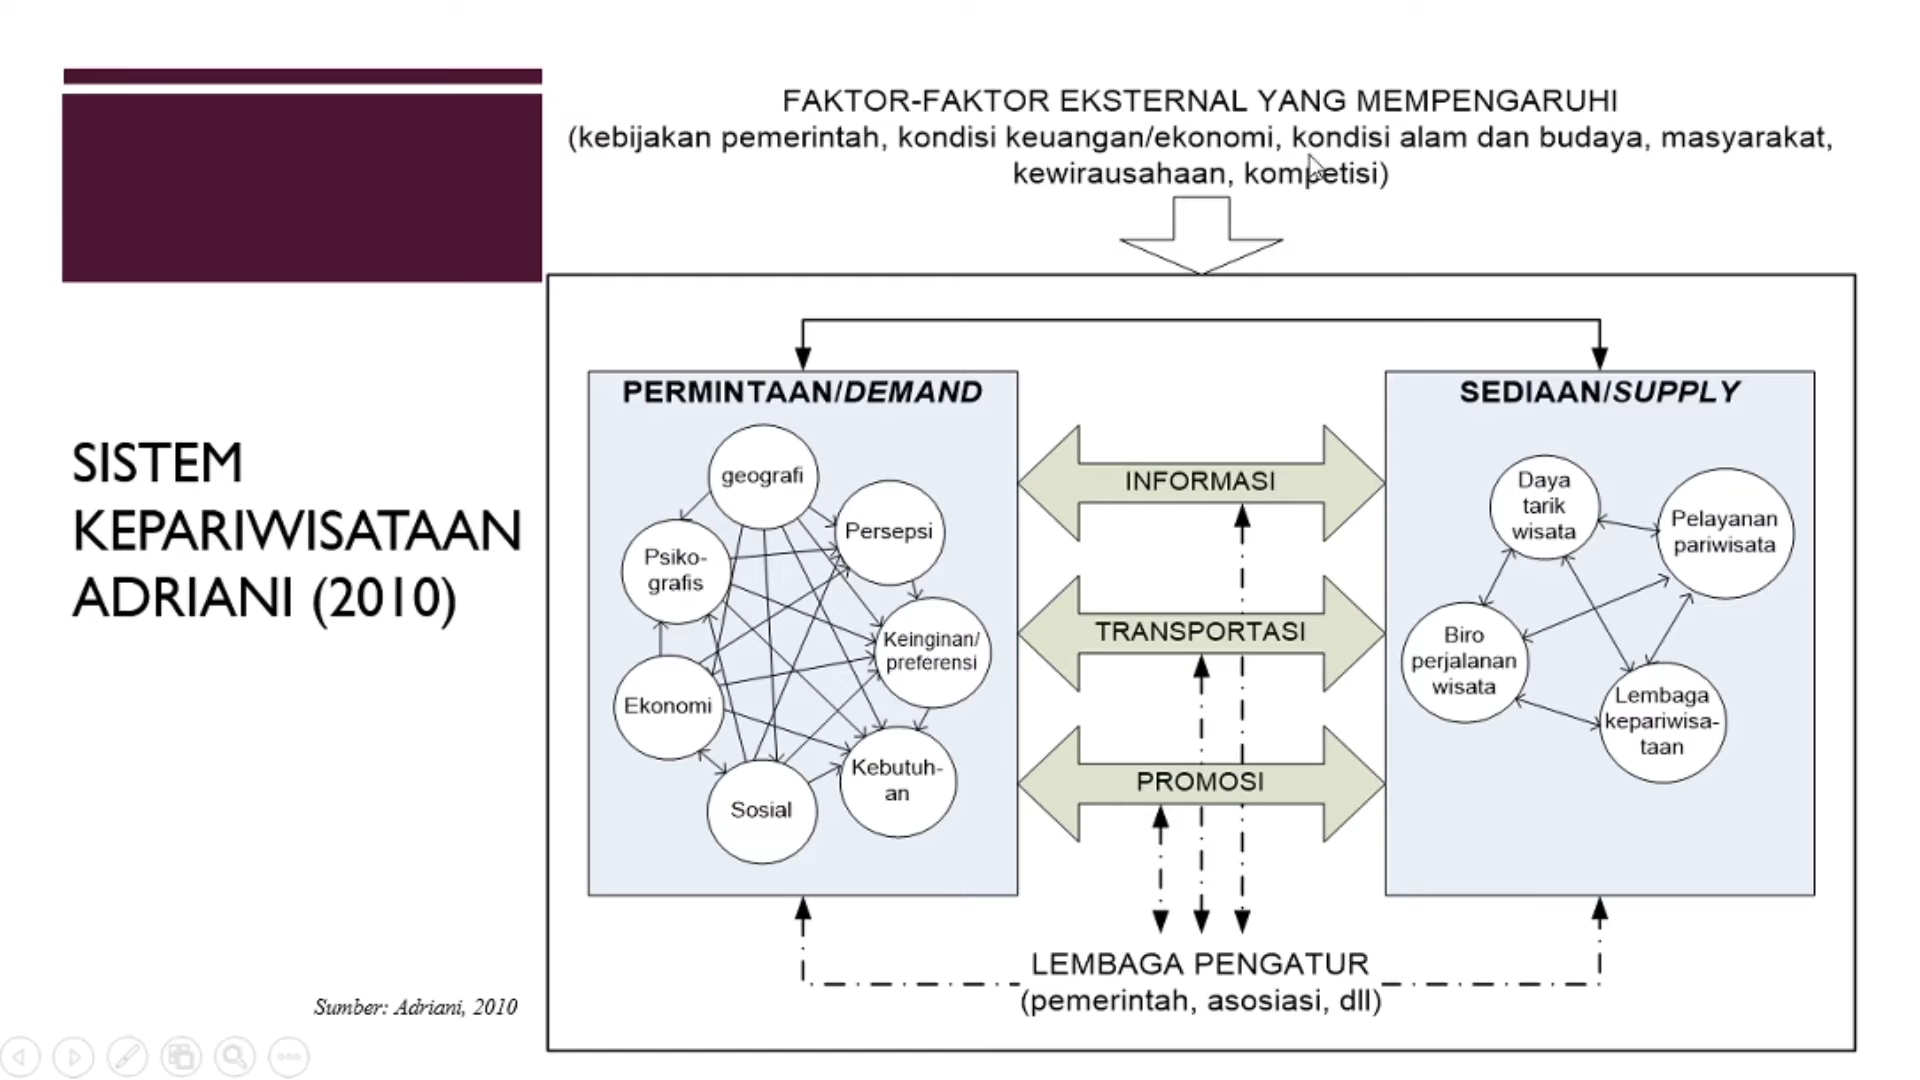 FAKTOR-FAKTOR EKSTERNAL YANG MEMPENGARUHI
(kebijakan pemerintah, kondisi keuangan/ekonomi, kondisi alam dan budaya, masyarakat,
kewirausahaan, kompetisi)
SISTEM
KEPARIWISATAAN
ADRIANI (2010)
Sumber: Adriani, 2010
PERMINTAAN/DEMAND
geografi
Persepsi
Psiko-
grafis
Keinginan/
preferensi
Ekonomi
Kebutuh-
an
Sosial
INFORMASI
TRANSPORTASI
PROMOSI
SEDIAAN/SUPPLY
Daya
tarik
wisata
Pelayanan
pariwisata
Biro
perjalanan
wisata
Lembaga
kepariwisa-
taan
LEMBAGA PENGATUR
(pemerintah, asosiasi, dll)